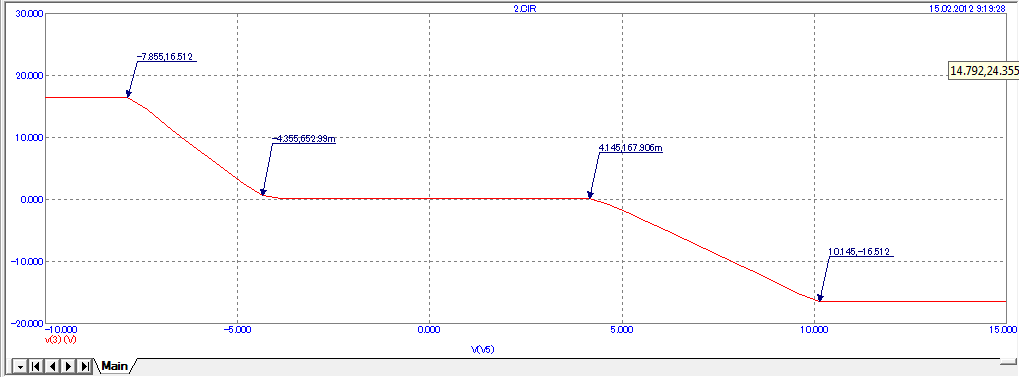 2.CIR
15.02.2012 9:19:28
30.000
-7.855,16.512
20.000
14.792,24.355
10.000
-4.355,652.99m
4.145,167.906m
0.000
-10.000
10.145,-16.512
-20.000
-10.000 -5.000 0.000 5.000 10.000 15.000
v(3) (V)
V(V5)
Main